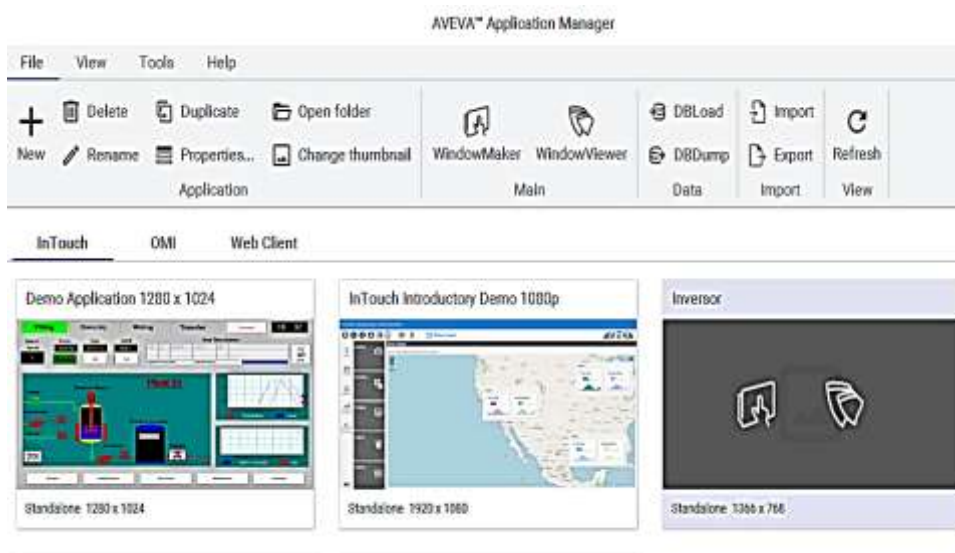 AVEVA™ Application Manager
File View Tools Help
New
Delete Duplicate Open folder
Rename Properties... Change thumbnail
Application
WindowMaker WindowViewer
Main
DBLoad
DBDump
Data
Import
Export
Import
Refresh
View
InTouch OMI Web Client
Demo Application 1280 x 1024
Standalone 1280 x 1024
InTouch Introductory Demo 1080p
AVEVA
Standalone 1920 x 1080
Inversor
Standalone 1366 x 768